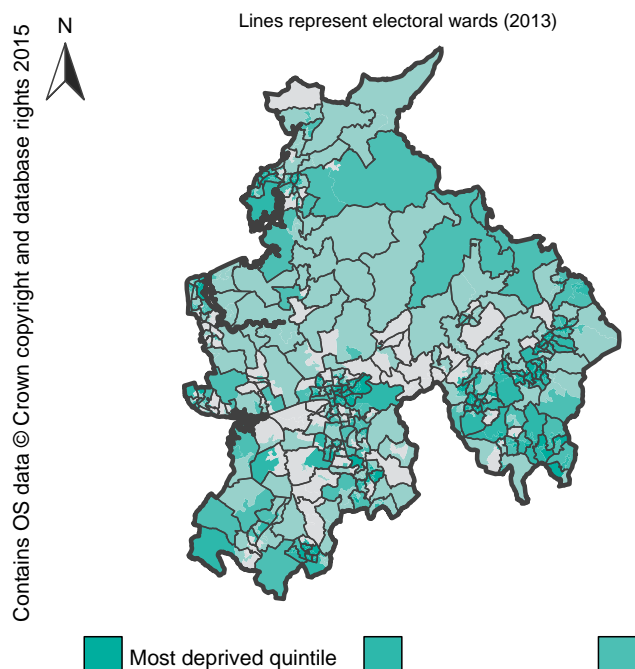 Lines represent electoral wards (2013)
N
Contains OS data © Crown copyright and database rights 2015
Most deprived quintile